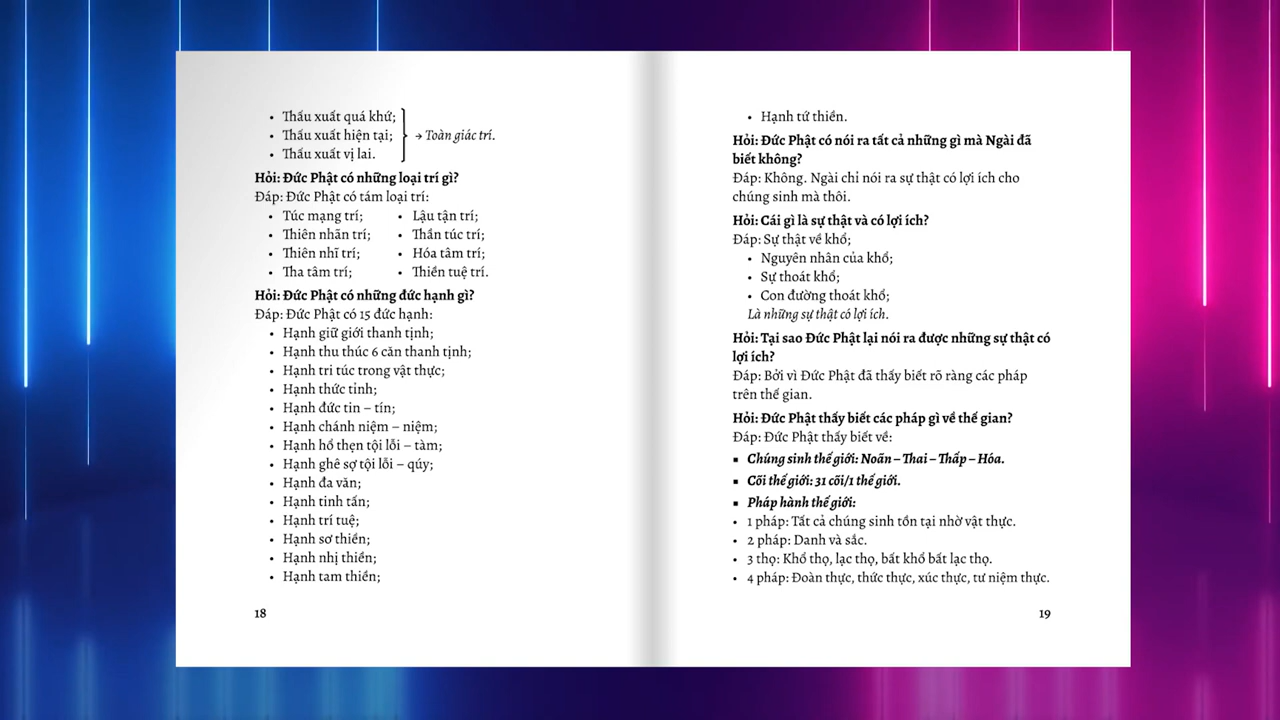 • Thấu xuất quá khứ;
• Thấu xuất hiện tại; → Toàn giác trí.
• Thấu xuất vị lai.
Hỏi: Đức Phật có những loại trí gì?
Đáp: Đức Phật có tám loại trí:
• Túc mạng trí; • Lậu tận trí;
• Thiên nhãn trí; • Thần túc trí;
• Thiên nhĩ trí; • Hóa tâm trí;
• Tha tâm trí; • Thiền tuệ trí.
Hỏi: Đức Phật có những đức hạnh gì?
Đáp: Đức Phật có 15 đức hạnh:
• Hạnh giữ giới thanh tịnh;
• Hạnh thu thúc 6 căn thanh tịnh;
• Hạnh tri túc trong vật thực;
• Hạnh thức tỉnh;
• Hạnh đức tin – tín;
• Hạnh chánh niệm – niệm;
• Hạnh hổ thẹn tội lỗi – tàm;
• Hạnh ghê sợ tội lỗi – qúy;
• Hạnh đa văn;
• Hạnh tinh tấn;
• Hạnh trí tuệ;
• Hạnh sơ thiền;
• Hạnh nhị thiền;
• Hạnh tam thiền;
18
• Hạnh tứ thiền.
Hỏi: Đức Phật có nói ra tất cả những gì mà Ngài đã
biết không?
Đáp: Không. Ngài chỉ nói ra sự thật có lợi ích cho
chúng sinh mà thôi.
Hỏi: Cái gì là sự thật và có lợi ích?
Đáp: Sự thật về khổ;
• Nguyên nhân của khổ;
• Sự thoát khổ;
• Con đường thoát khổ;
Là những sự thật có lợi ích.
Hỏi: Tại sao Đức Phật lại nói ra được những sự thật có
lợi ích?
Đáp: Bởi vì Đức Phật đã thấy biết rõ ràng các pháp
trên thế gian.
Hỏi: Đức Phật thấy biết các pháp gì về thế gian?
Đáp: Đức Phật thấy biết về:
▪ Chúng sinh thế giới: Noãn – Thai – Thấp – Hóa.
▪ Cõi thế giới: 31 cõi/1 thế giới.
▪ Pháp hành thế giới:
• 1 pháp: Tất cả chúng sinh tồn tại nhờ vật thực.
• 2 pháp: Danh và sắc.
• 3 thọ: Khổ thọ, lạc thọ, bất khổ bất lạc thọ.
• 4 pháp: Đoàn thực, thức thực, xúc thực, tư niệm thực.
19